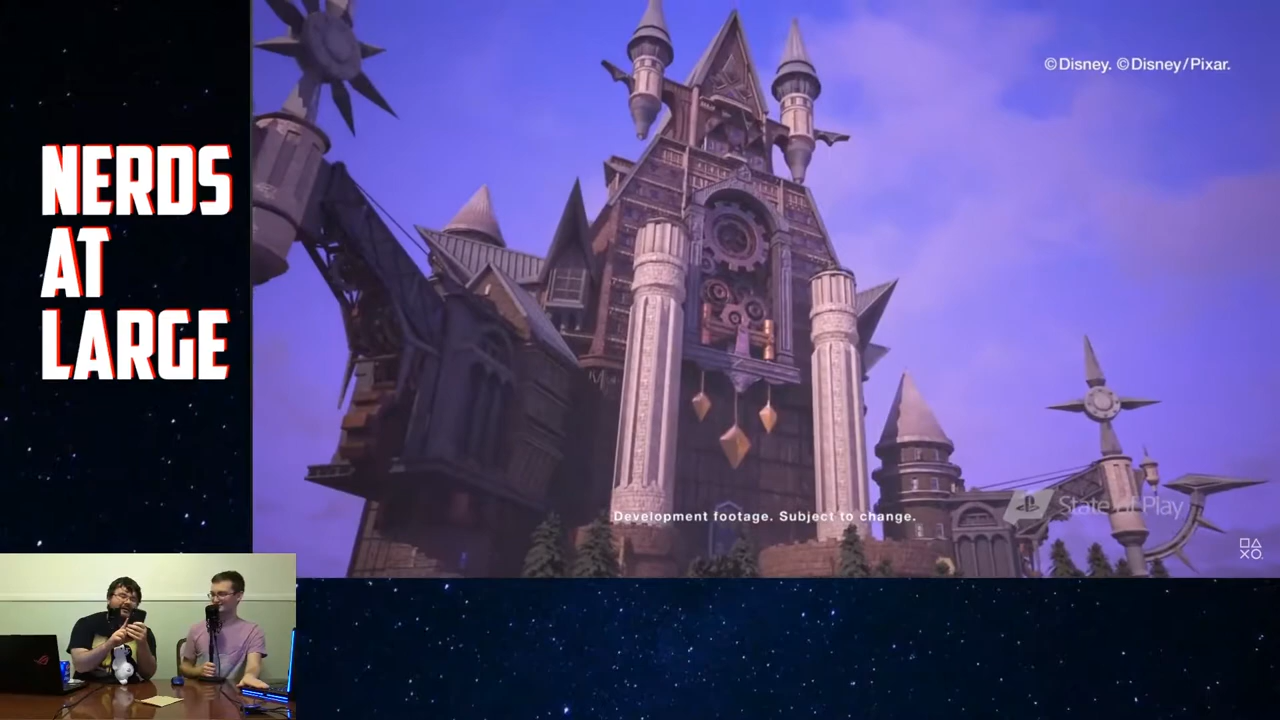 NERDS
AT
LARGE
©Disney. ©Disney/Pixar.
Development footage. Subject to change.
State of Play